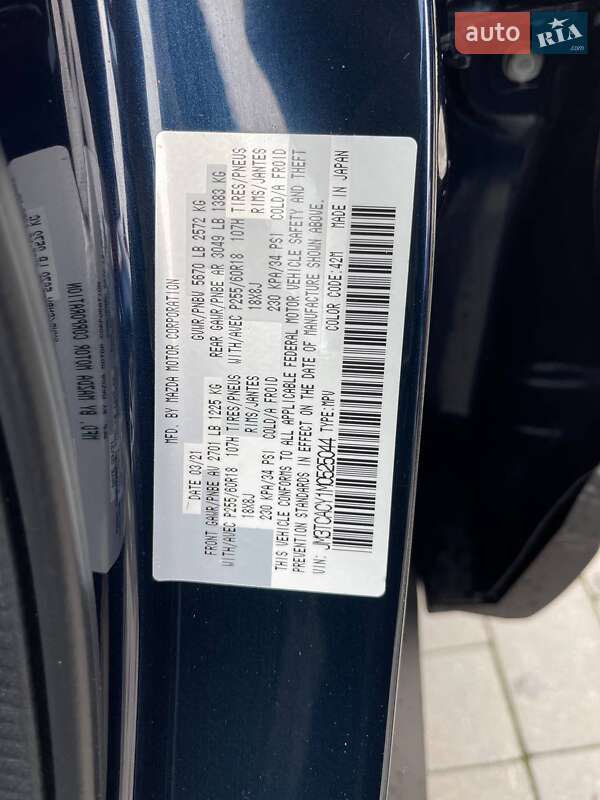 auto RIA .com
MFD. BY MAZDA MOTOR CORPORATION
DATE 03/21 GVWR/PNBV 5670 LB 2572 KG
FRONT GAWR/PNBE AV 2701 LB 1225 KG REAR GAWR/PNBE AR 3049 LB 1383 KG
WITH/AVEC P255/60R18 107H TIRES/PNEUS WITH/AVEC P255/60R18 107H TIRES/PNEUS
18X8J RIMS/JANTES 18X8J RIMS/JANTES
230 KPA/34 PSI COLD/A FROID 230 KPA/34 PSI COLD/A FROID
THIS VEHICLE CONFORMS TO ALL APPLICABLE FEDERAL MOTOR VEHICLE SAFETY AND THEFT
PREVENTION STANDARDS IN EFFECT ON THE DATE OF MANUFACTURE SHOWN ABOVE.
VIN: JM3TCACY1M0525044 TYPE:MPV COLOR CODE:42M MADE IN JAPAN